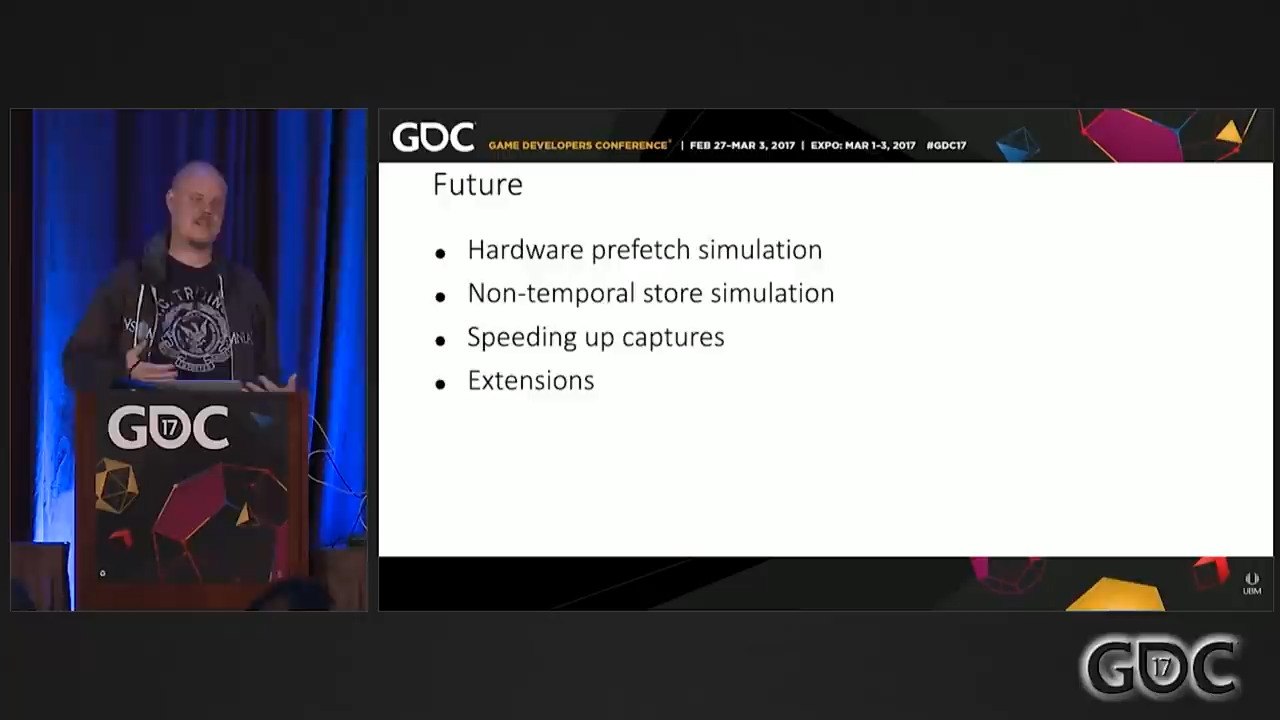 GDC
GAME DEVELOPERS CONFERENCE | FEB 27–MAR 3, 2017 | EXPO: MAR 1–3, 2017 #GDC17
Future
• Hardware prefetch simulation
• Non-temporal store simulation
• Speeding up captures
• Extensions
GDC
17
UBM
GDC
17